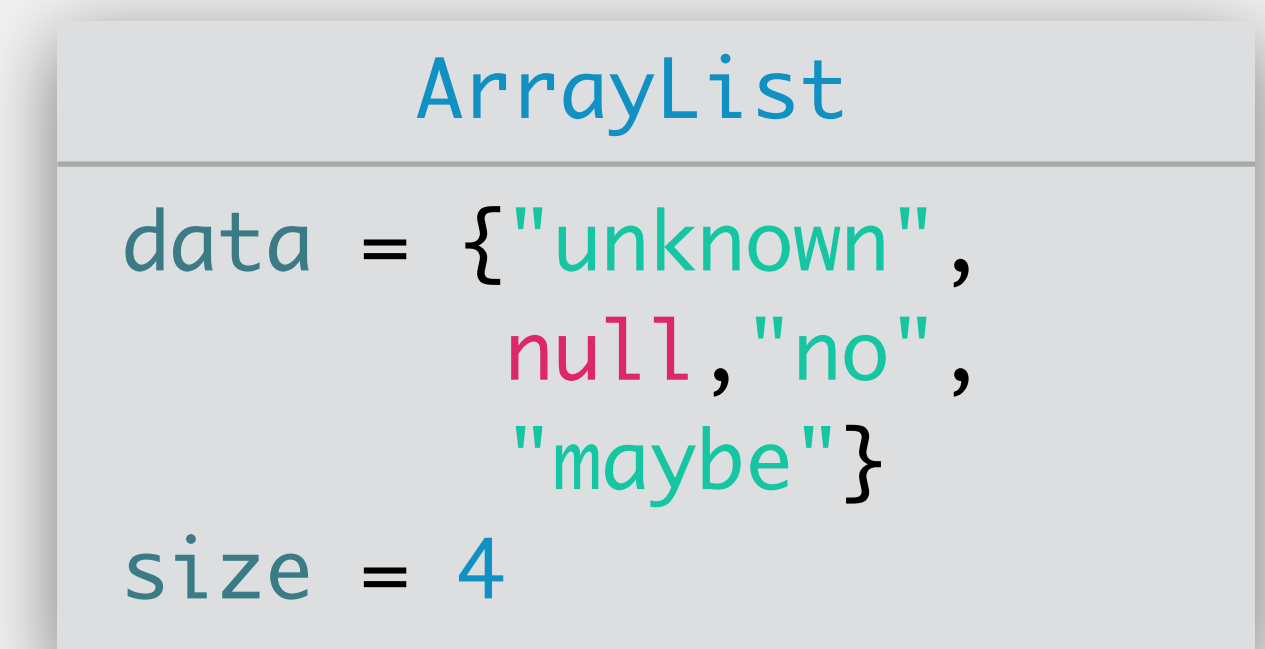 ArrayList
data = {"unknown",
null,"no",
"maybe"}
size = 4